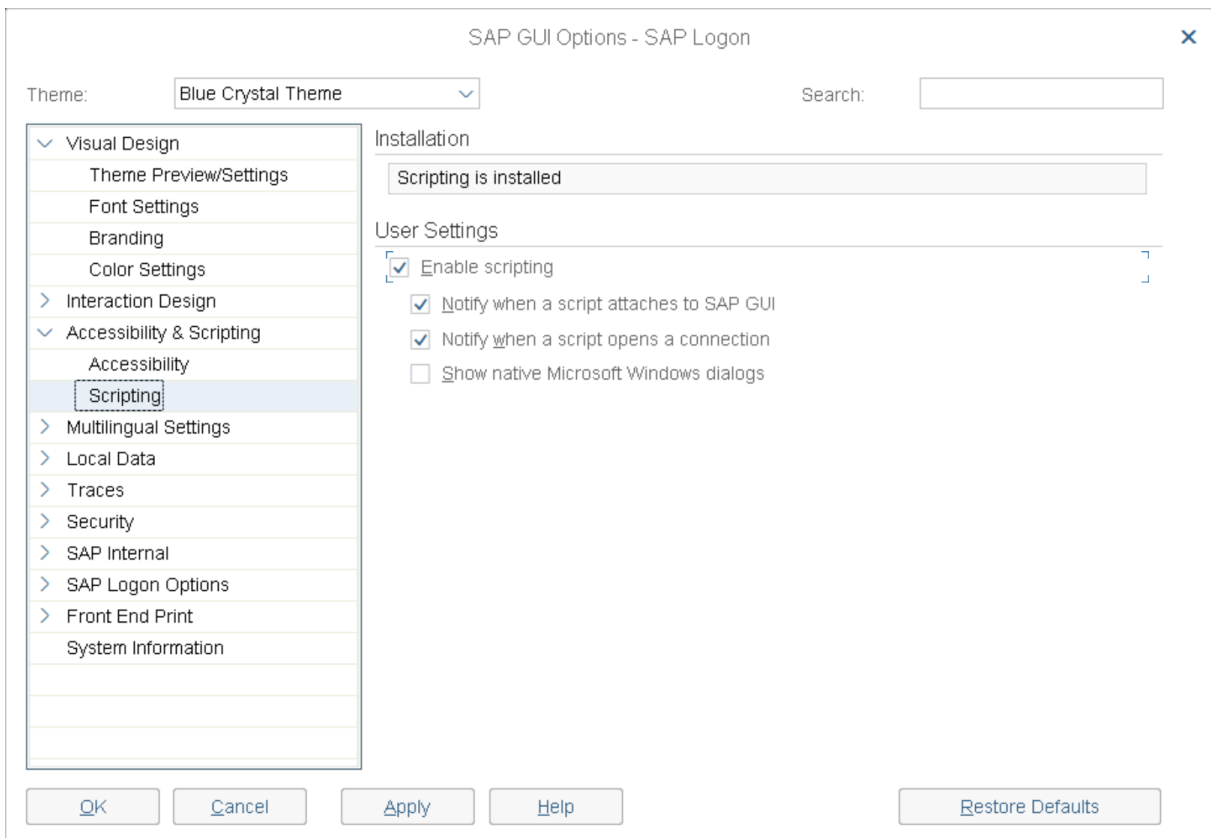 SAP GUI Options - SAP Logon
Theme: Blue Crystal Theme Search:
Visual Design
Theme Preview/Settings
Font Settings
Branding
Color Settings
Interaction Design
Accessibility & Scripting
Accessibility
Scripting
Multilingual Settings
Local Data
Traces
Security
SAP Internal
SAP Logon Options
Front End Print
System Information
Installation
Scripting is installed
User Settings
Enable scripting
Notify when a script attaches to SAP GUI
Notify when a script opens a connection
Show native Microsoft Windows dialogs
OK Cancel Apply Help Restore Defaults